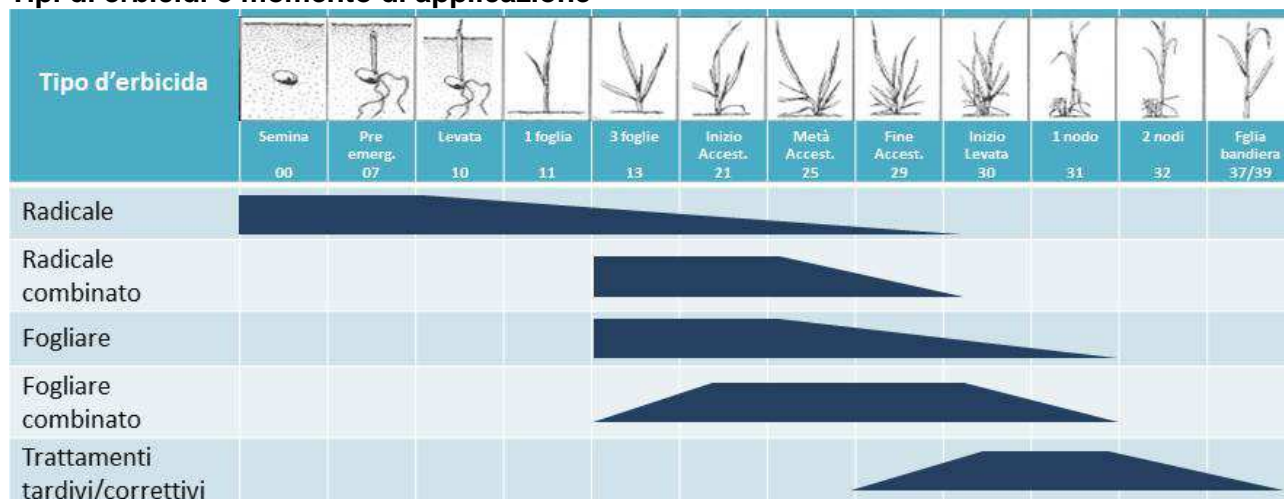 Tipi di erbicidi e momento di applicazione
Tipo d'erbicida
Semina
00
Pre
emerg.
07
Levata
10
1 foglia
11
3 foglie
13
Inizio
Accest.
21
Metà
Accest.
25
Fine
Accest.
29
Inizio
Levata
30
1 nodo
31
2 nodi
32
Fglia
bandiera
37/39
Radicale
Radicale
combinato
Fogliare
Fogliare
combinato
Trattamenti
tardivi/correttivi